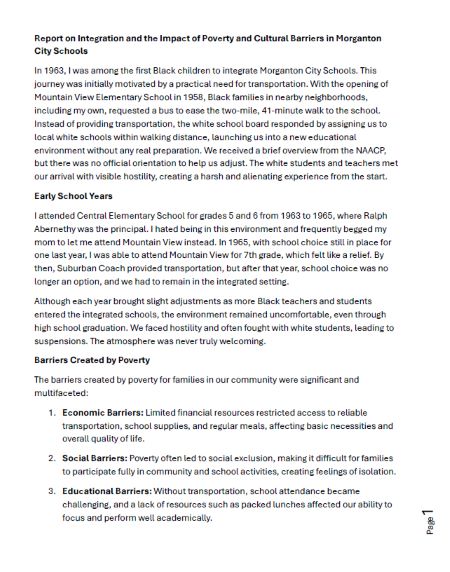 Report on Integration and the Impact of Poverty and Cultural Barriers in Morganton
City Schools
In 1963, I was among the first Black children to integrate Morganton City Schools. This
journey was initially motivated by a practical need for transportation. With the opening of
Mountain View Elementary School in 1958, Black families in nearby neighborhoods,
including my own, requested a bus to ease the two-mile, 41-minute walk to the school.
Instead of providing transportation, the white school board responded by assigning us to
local white schools within walking distance, launching us into a new educational
environment without any real preparation. We received a brief overview from the NAACP,
but there was no official orientation to help us adjust. The white students and teachers met
our arrival with visible hostility, creating a harsh and alienating experience from the start.
Early School Years
I attended Central Elementary School for grades 5 and 6 from 1963 to 1965, where Ralph
Abernethy was the principal. I hated being in this environment and frequently begged my
mom to let me attend Mountain View instead. In 1965, with school choice still in place for
one last year, I was able to attend Mountain View for 7th grade, which felt like a relief. By
then, Suburban Coach provided transportation, but after that year, school choice was no
longer an option, and we had to remain in the integrated setting.
Although each year brought slight adjustments as more Black teachers and students
entered the integrated schools, the environment remained uncomfortable, even through
high school graduation. We faced hostility and often fought with white students, leading to
suspensions. The atmosphere was never truly welcoming.
Barriers Created by Poverty
The barriers created by poverty for families in our community were significant and
multifaceted:
1. Economic Barriers: Limited financial resources restricted access to reliable
transportation, school supplies, and regular meals, affecting basic necessities and
overall quality of life.
2. Social Barriers: Poverty often led to social exclusion, making it difficult for families
to participate fully in community and school activities, creating feelings of isolation.
3. Educational Barriers: Without transportation, school attendance became
challenging, and a lack of resources such as packed lunches affected our ability to
focus and perform well academically.
Page 1